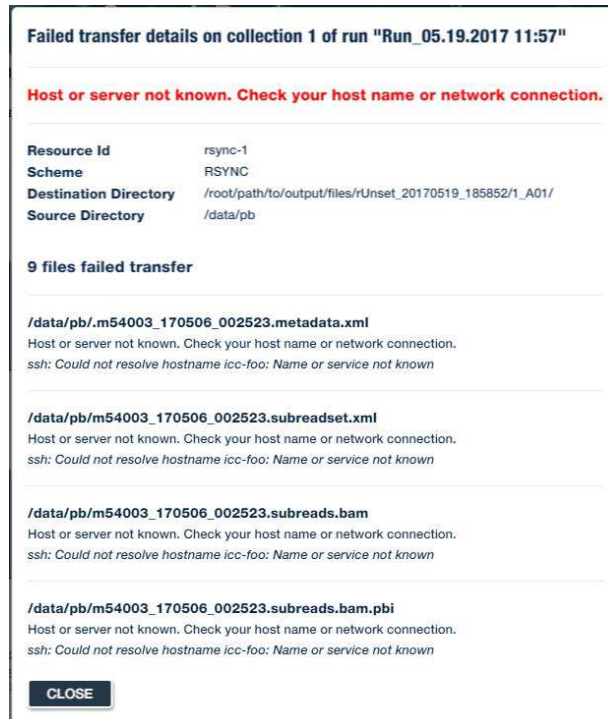 Failed transfer details on collection 1 of run "Run_05.19.2017 11:57"
Host or server not known. Check your host name or network connection.
Resource Id rsync-1
Scheme RSYNC
Destination Directory /root/path/to/output/files/rUnset_20170519_185852/1_A01/
Source Directory /data/pb
9 files failed transfer
/data/pb/.m54003_170506_002523.metadata.xml
Host or server not known. Check your host name or network connection.
ssh: Could not resolve hostname icc-foo: Name or service not known
/data/pb/m54003_170506_002523.subreadset.xml
Host or server not known. Check your host name or network connection.
ssh: Could not resolve hostname icc-foo: Name or service not known
/data/pb/m54003_170506_002523.subreads.bam
Host or server not known. Check your host name or network connection.
ssh: Could not resolve hostname icc-foo: Name or service not known
/data/pb/m54003_170506_002523.subreads.bam.pbi
Host or server not known. Check your host name or network connection.
ssh: Could not resolve hostname icc-foo: Name or service not known
CLOSE